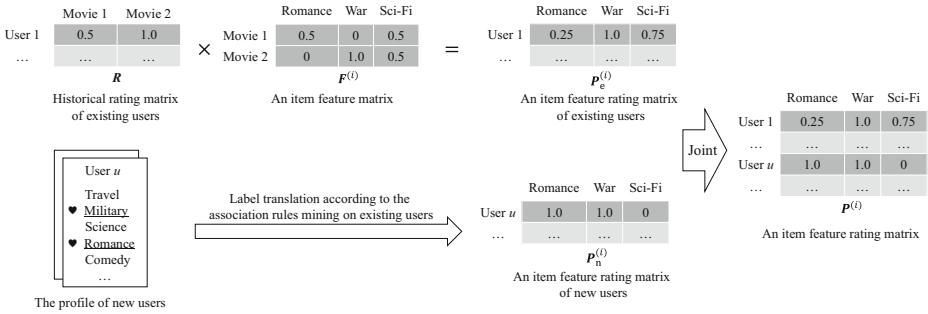 Movie 1 Movie 2
User 1 0.5 1.0
… … …
R
Historical rating matrix
of existing users
×
Romance War Sci-Fi
Movie 1 0.5 0 0.5
Movie 2 0 1.0 0.5
F^(i)
An item feature matrix
=
Romance War Sci-Fi
User 1 0.25 1.0 0.75
… … … …
P_e^(i)
An item feature rating matrix
of existing users
User u
Travel
♥ Military
Science
♥ Romance
Comedy
…
The profile of new users
Label translation according to the
association rules mining on existing users
Romance War Sci-Fi
User u 1.0 1.0 0
… … … …
P_n^(i)
An item feature rating matrix
of new users
Joint
Romance War Sci-Fi
User 1 0.25 1.0 0.75
… … … …
User u 1.0 1.0 0
… … … …
P^(i)
An item feature rating matrix